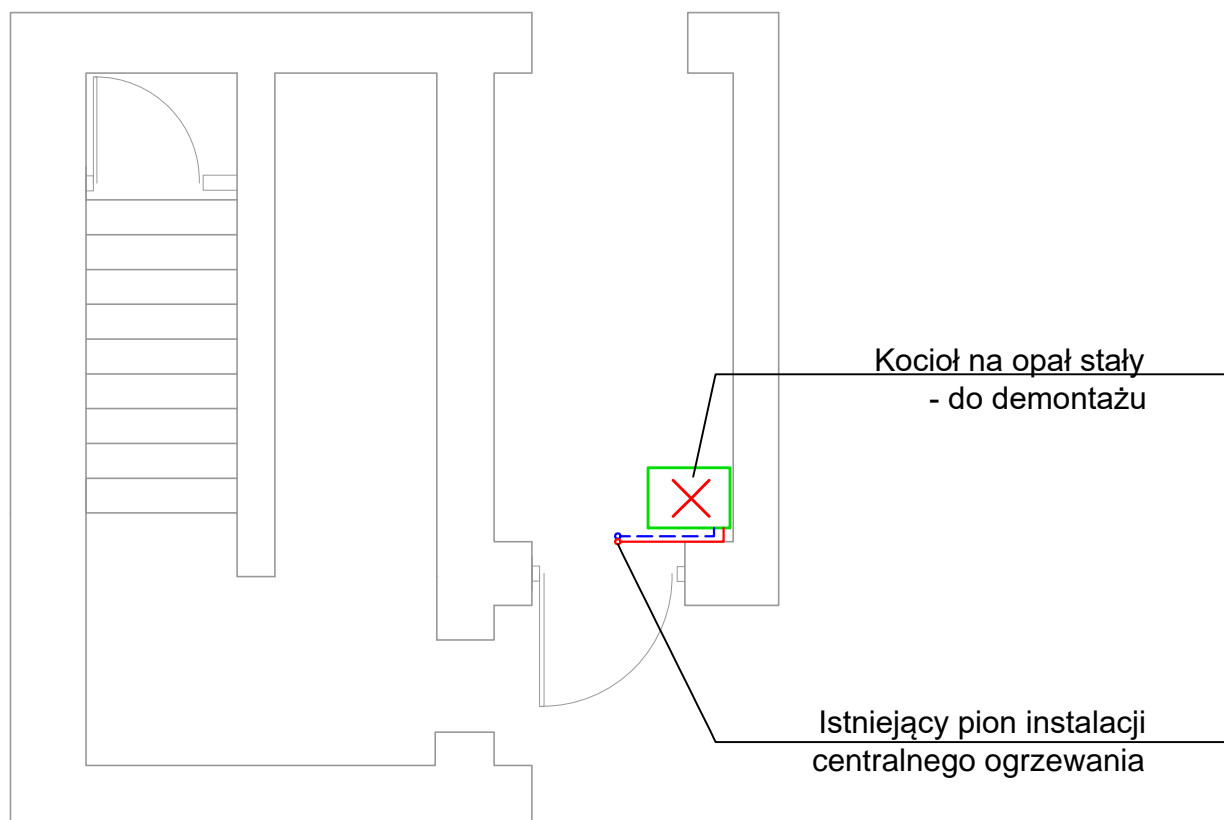 Kocioł na opał stały
- do demontażu
Istniejący pion instalacji
centralnego ogrzewania